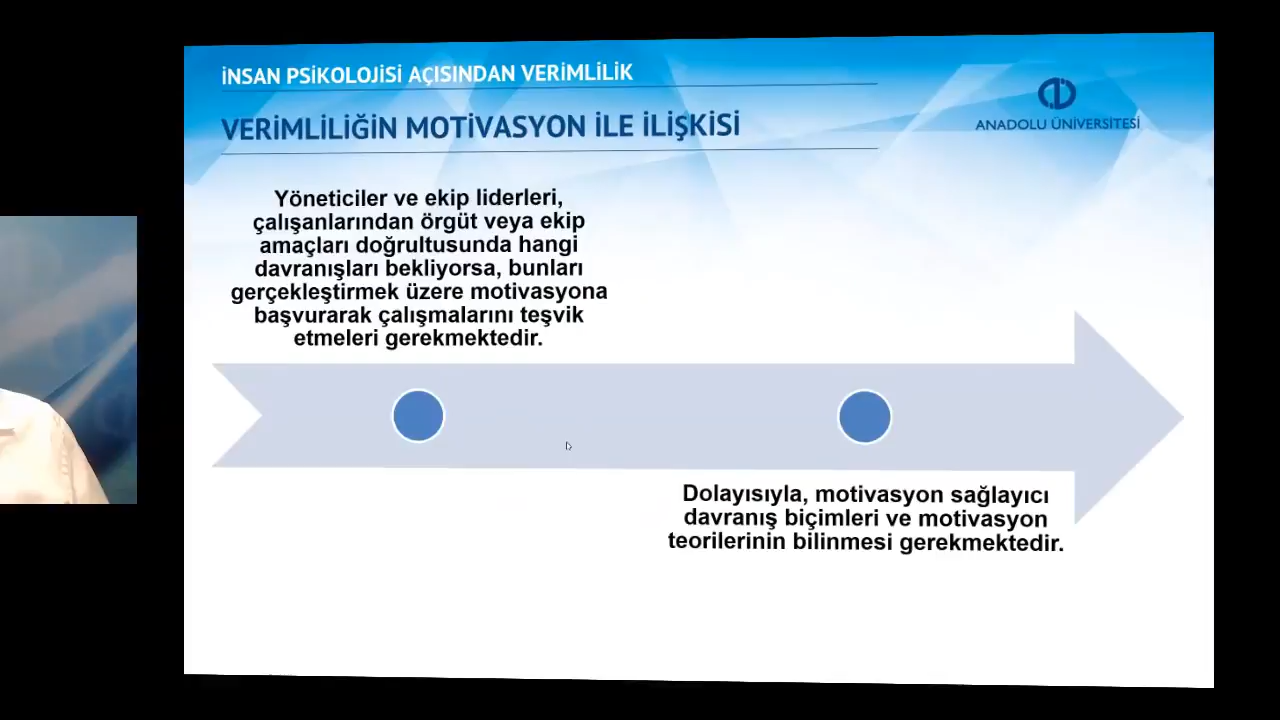 İNSAN PSİKOLOJİSİ AÇISINDAN VERİMLİLİK
VERİMLİLİĞİN MOTİVASYON İLE İLİŞKİSİ
ANADOLU ÜNİVERSİTESİ
Yöneticiler ve ekip liderleri,
çalışanlarından örgüt veya ekip
amaçları doğrultusunda hangi
davranışları bekliyorsa, bunları
gerçekleştirmek üzere motivasyona
başvurarak çalışmalarını teşvik
etmeleri gerekmektedir.
Dolayısıyla, motivasyon sağlayıcı
davranış biçimleri ve motivasyon
teorilerinin bilinmesi gerekmektedir.